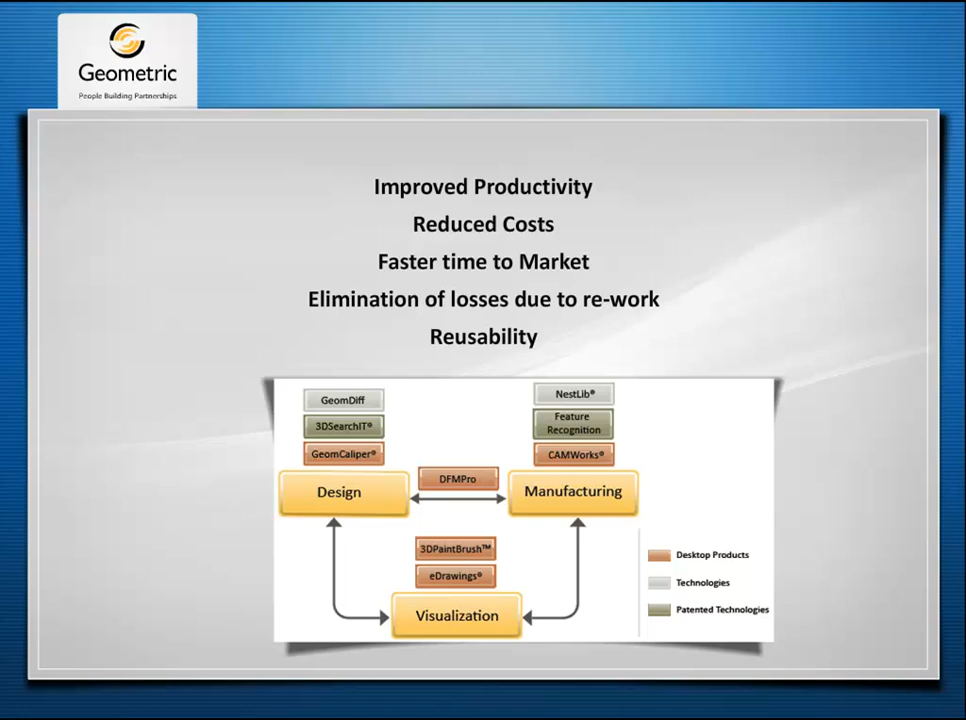 Geometric
People Building Partnerships
Improved Productivity
Reduced Costs
Faster time to Market
Elimination of losses due to re-work
Reusability
GeomDiff
3DSearchIT®
GeomCaliper®
Design
DFMPro
NestLib®
Feature
Recognition
CAMWorks®
Manufacturing
3DPaintBrush™
eDrawings®
Visualization
Desktop Products
Technologies
Patented Technologies